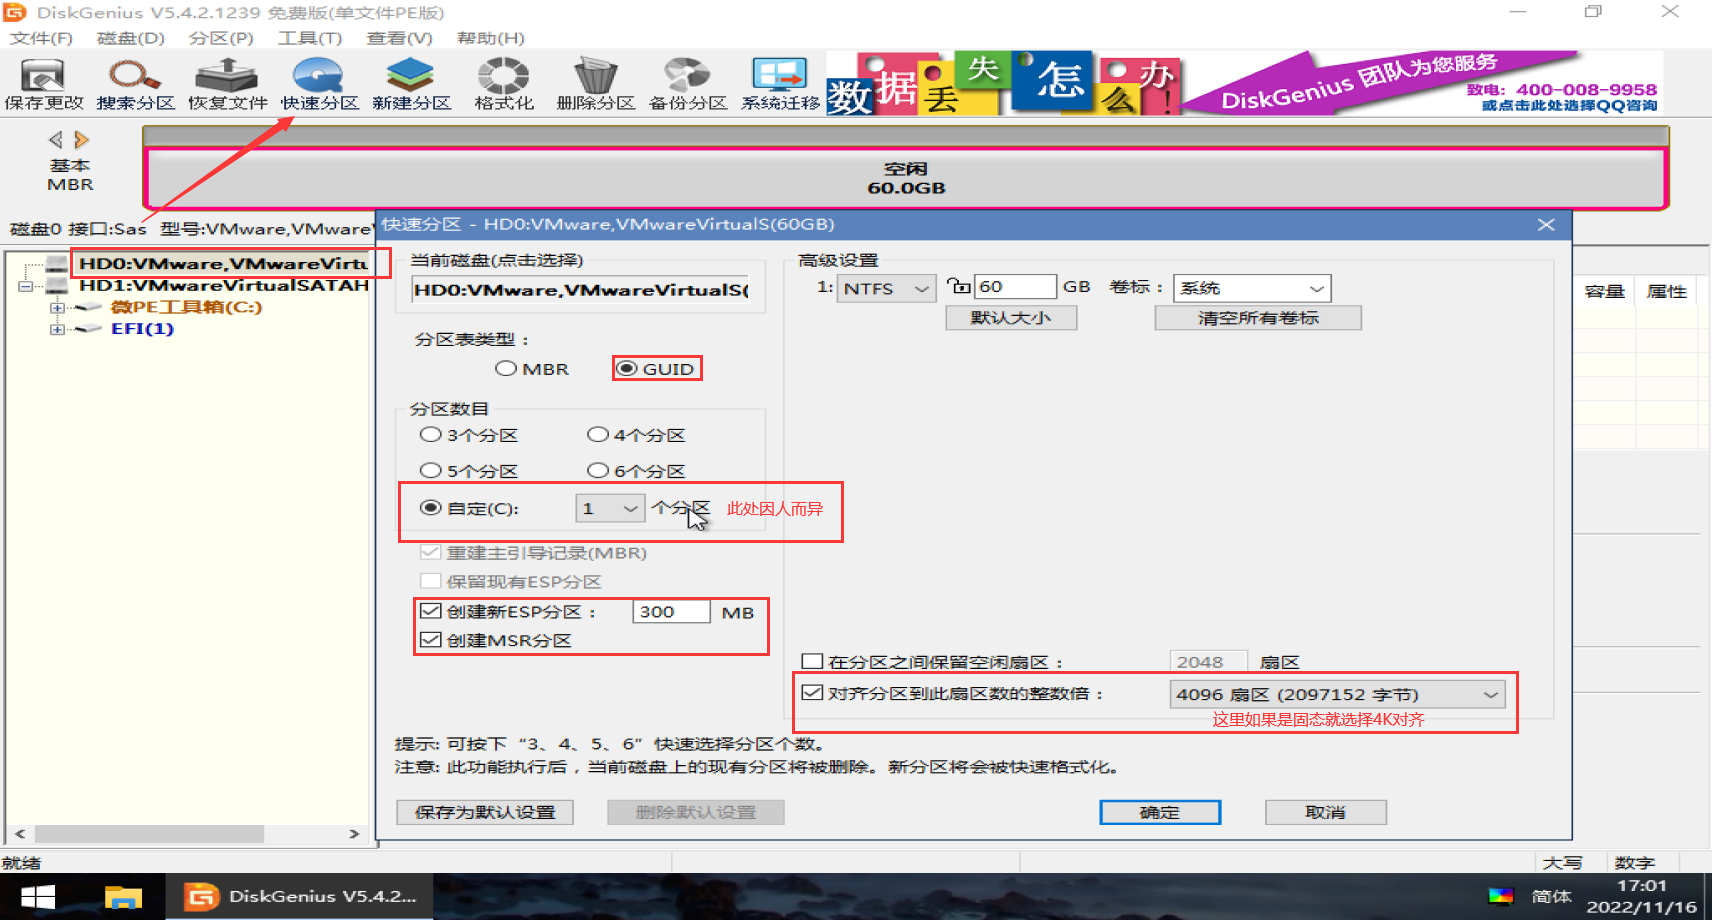 DiskGenius V5.4.2.1239 免费版(单文件PE版)
文件(F) 磁盘(D) 分区(P) 工具(T) 查看(V) 帮助(H)
保存更改 搜索分区 恢复文件 快速分区 新建分区 格式化 删除分区 备份分区 系统迁移
数据丢失怎么办!
DiskGenius 团队为您服务
致电: 400-008-9958
或点击此处选择QQ咨询
基本
MBR
空闲
60.0GB
磁盘0 接口:Sas 型号:VMware,VMware
HD0:VMware,VMwareVirtu
HD1:VMwareVirtualSATAH
微PE工具箱(C:)
EFI(1)
容量 属性
快速分区 - HD0:VMware,VMwareVirtualS(60GB)
当前磁盘(点击选择)
HD0:VMware,VMwareVirtualS(
分区表类型：
MBR GUID
分区数目
3个分区 4个分区
5个分区 6个分区
自定(C): 1 个分区 此处因人而异
重建主引导记录(MBR)
保留现有ESP分区
创建新ESP分区： 300 MB
创建MSR分区
高级设置
1: NTFS 60 GB 卷标： 系统
默认大小 清空所有卷标
在分区之间保留空闲扇区： 2048 扇区
对齐分区到此扇区数的整数倍： 4096 扇区 (2097152 字节)
这里如果是固态就选择4K对齐
提示: 可按下“3、4、5、6”快速选择分区个数。
注意: 此功能执行后，当前磁盘上的现有分区将被删除。新分区将会被快速格式化。
保存为默认设置 删除默认设置 确定 取消
就绪 大写 数字
DiskGenius V5.4.2...
简体
17:01
2022/11/16